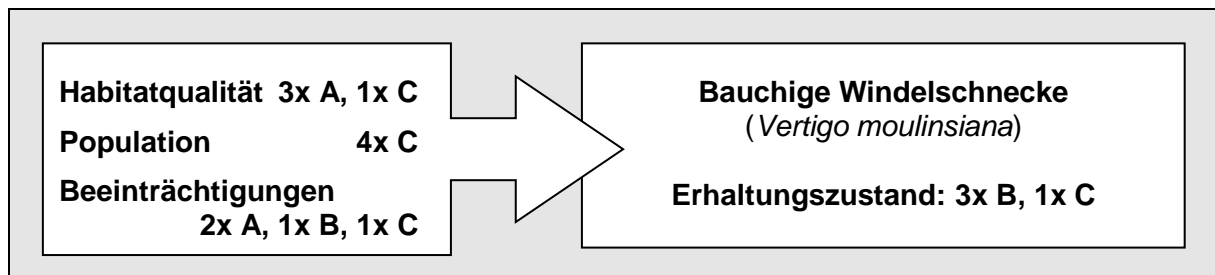 Habitatqualität 3x A, 1x C
Population 4x C
Beeinträchtigungen
2x A, 1x B, 1x C
Bauchige Windelschnecke
(Vertigo moulinsiana)
Erhaltungszustand: 3x B, 1x C